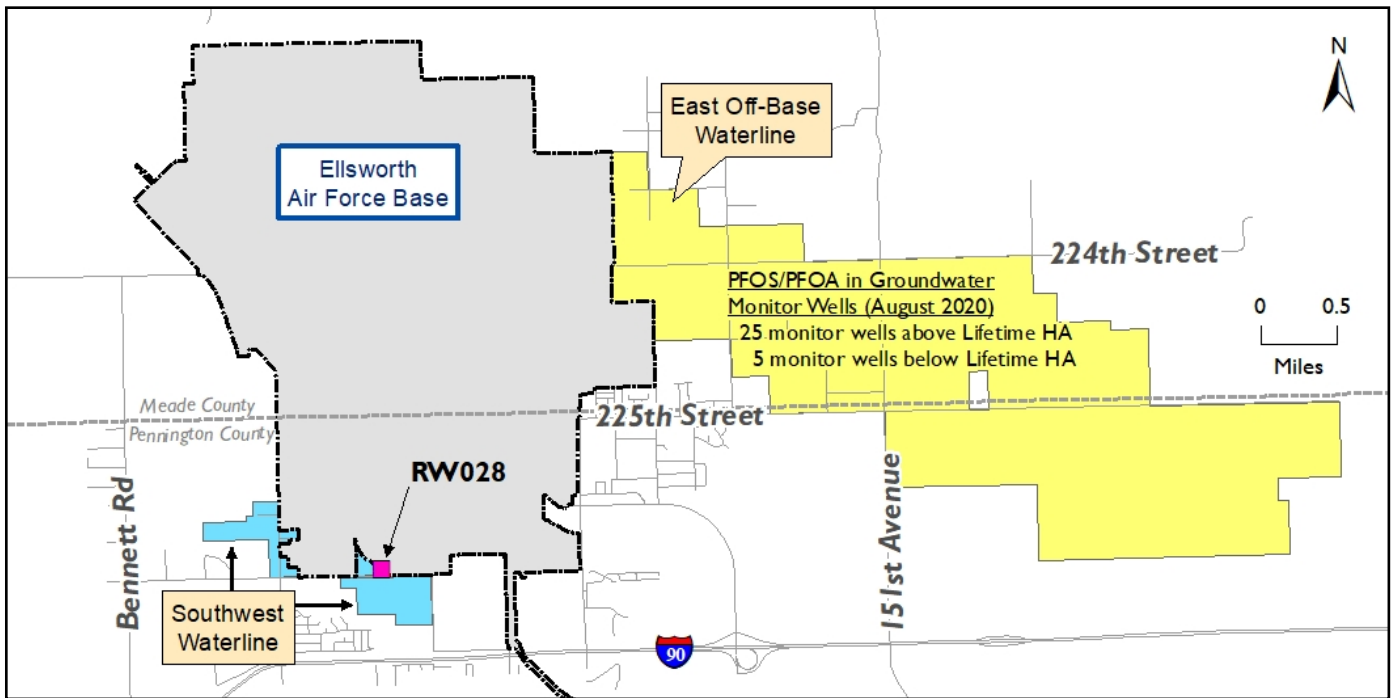 N
East Off-Base
Waterline
Ellsworth
Air Force Base
224th Street
PFOS/PFOA in Groundwater
Monitor Wells (August 2020)
25 monitor wells above Lifetime HA
5 monitor wells below Lifetime HA
0 0.5
Miles
Meade County
Pennington County
225th Street
RW028
Bennett Rd
151st Avenue
Southwest
Waterline
90